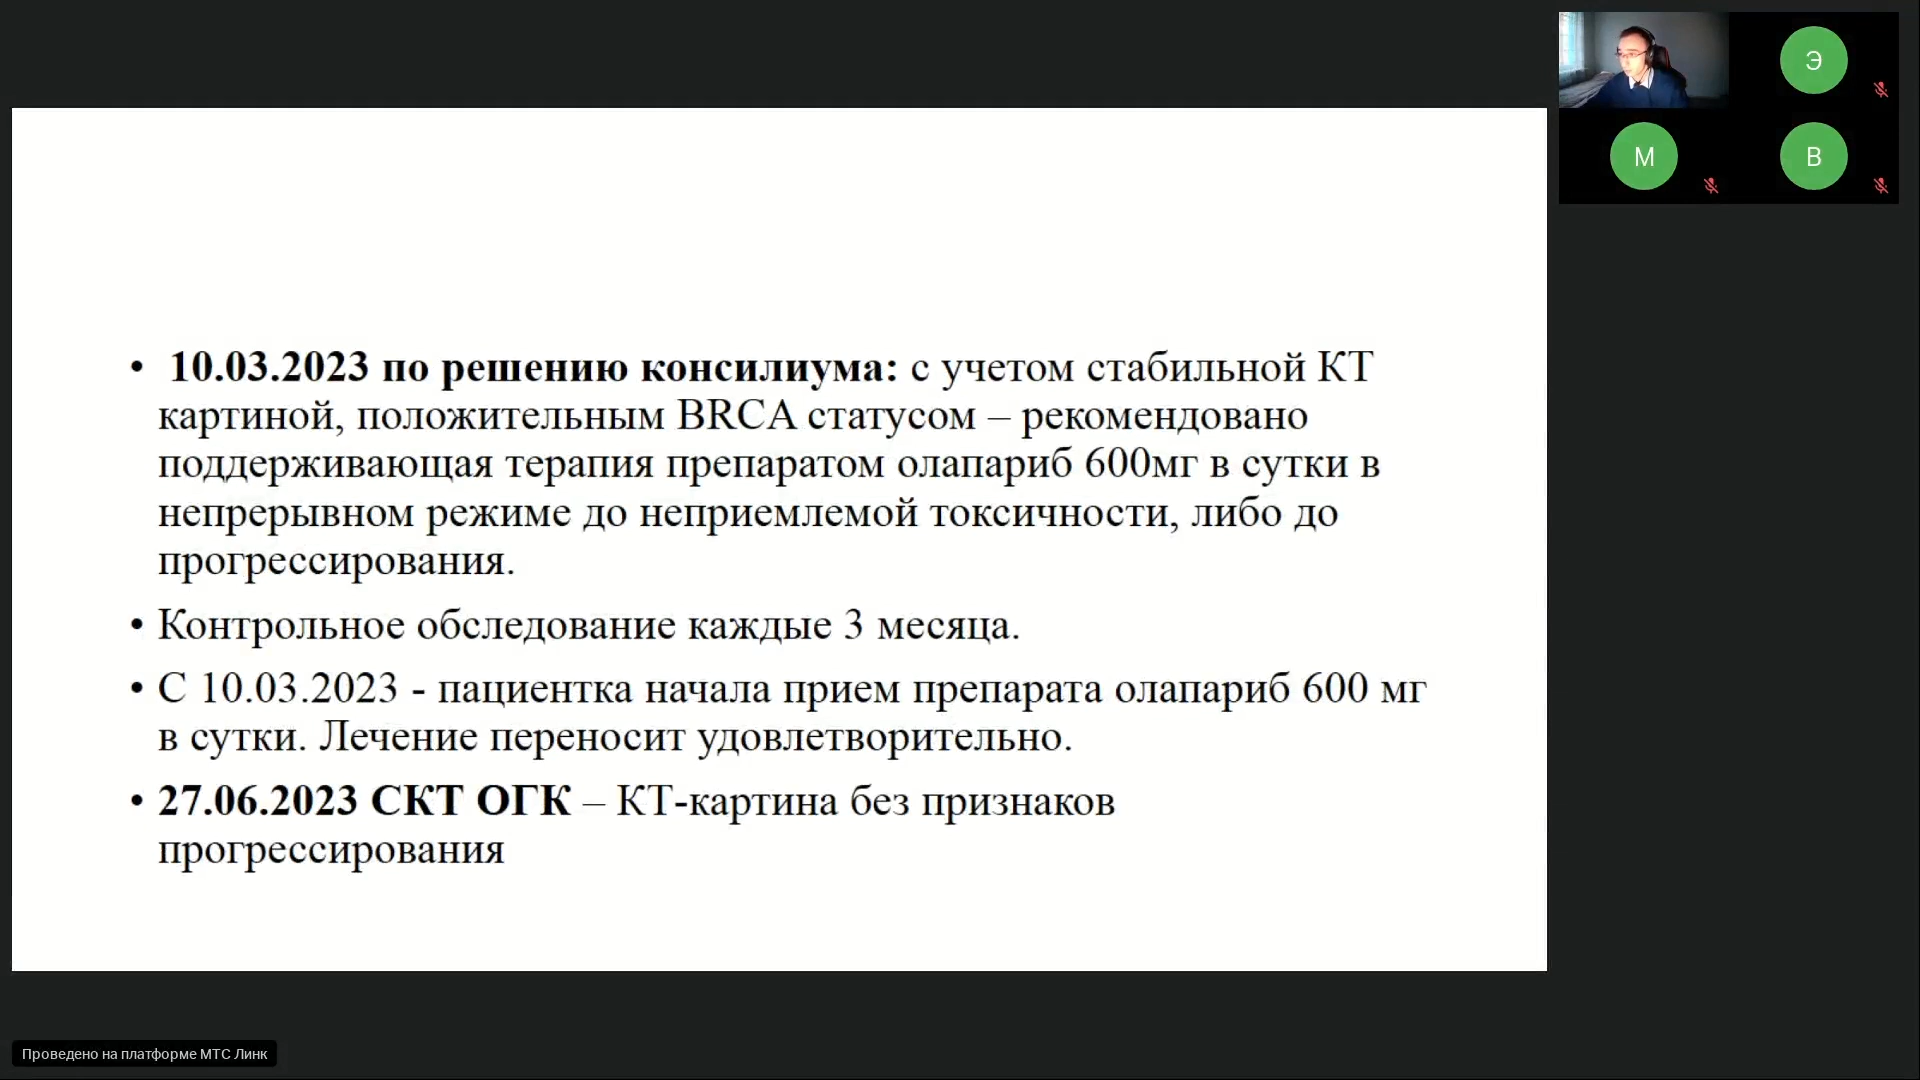 Э
М
В
• 10.03.2023 по решению консилиума: с учетом стабильной КТ
картиной, положительным BRCA статусом – рекомендовано
поддерживающая терапия препаратом олапариб 600мг в сутки в
непрерывном режиме до неприемлемой токсичности, либо до
прогрессирования.
• Контрольное обследование каждые 3 месяца.
• С 10.03.2023 - пациентка начала прием препарата олапариб 600 мг
в сутки. Лечение переносит удовлетворительно.
• 27.06.2023 СКТ ОГК – КТ-картина без признаков
прогрессирования
Проведено на платформе МТС Линк